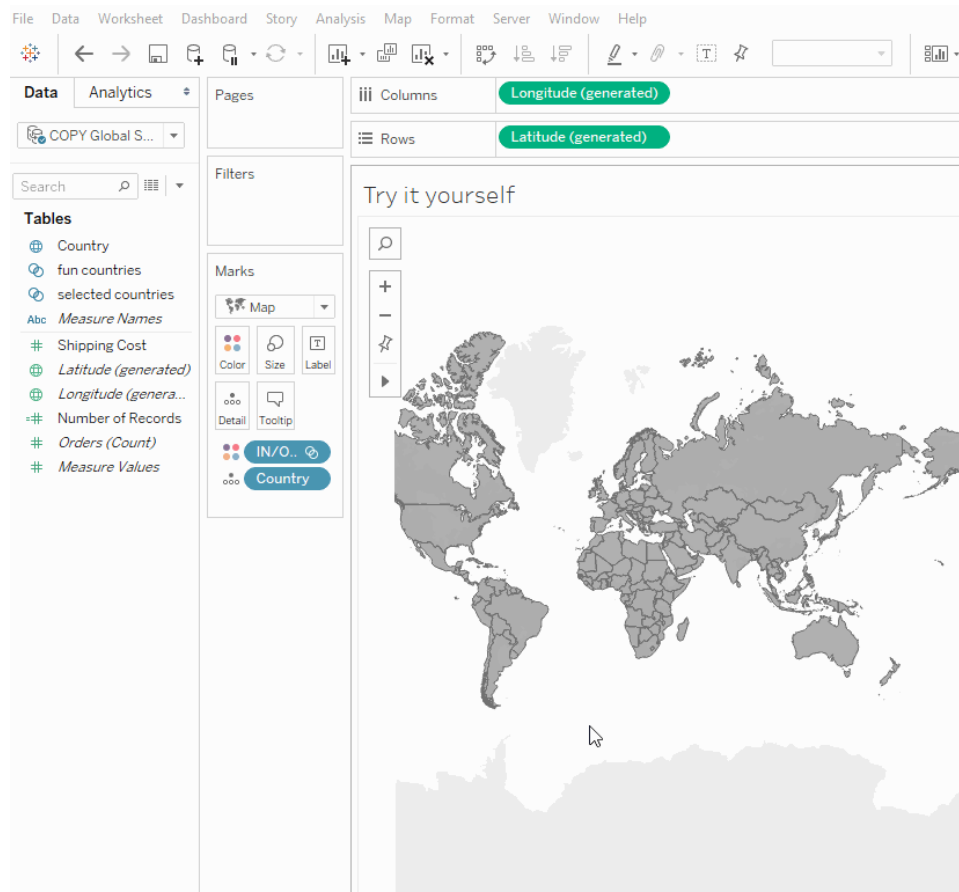 File Data Worksheet Dashboard Story Analysis Map Format Server Window Help
Data Analytics
COPY Global S...
Search
Tables
Country
fun countries
selected countries
Abc Measure Names
Shipping Cost
Latitude (generated)
Longitude (genera...
Number of Records
Orders (Count)
Measure Values
Pages
Filters
Marks
Map
Color Size Label
Detail Tooltip
IN/O..
Country
Columns Longitude (generated)
Rows Latitude (generated)
Try it yourself